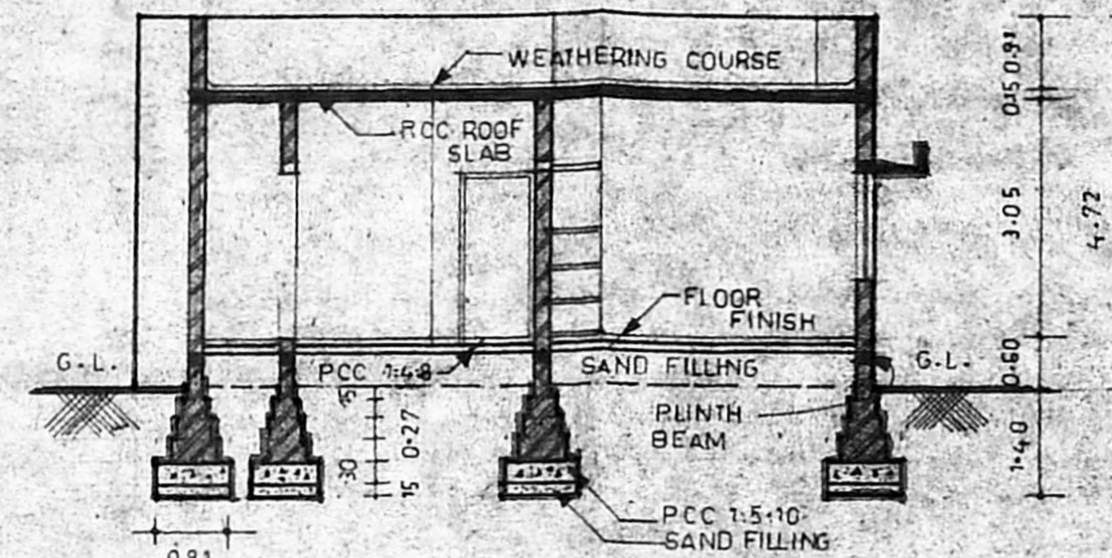 WEATHERING COURSE
RCC ROOF
SLAB
FLOOR
FINISH
G.L.
PCC 1:4:8
SAND FILLING
G.L.
PLINTH
BEAM
PCC 1:5:10
SAND FILLING
0.91
0.15
3.05
4.72
0.60
1.40
15
0.27
30
15
0.91